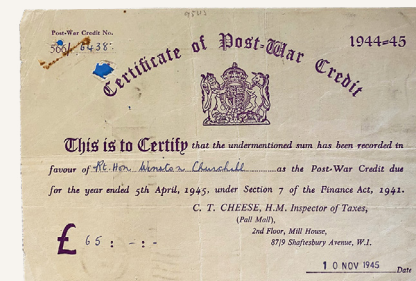 Post-War Credit No.
566/ 6438.
1944-45
Certificate of Post-War Credit
This is to Certify that the undermentioned sum has been recorded in
favour of Rt. Hon Winston Churchill as the Post-War Credit due
for the year ended 5th April, 1945, under Section 7 of the Finance Act, 1941.
C. T. CHEESE, H.M. Inspector of Taxes,
(Pall Mall),
2nd Floor, Mill House,
87/9 Shaftesbury Avenue, W.1.
£ 65 : - : -
10 NOV 1945 Date